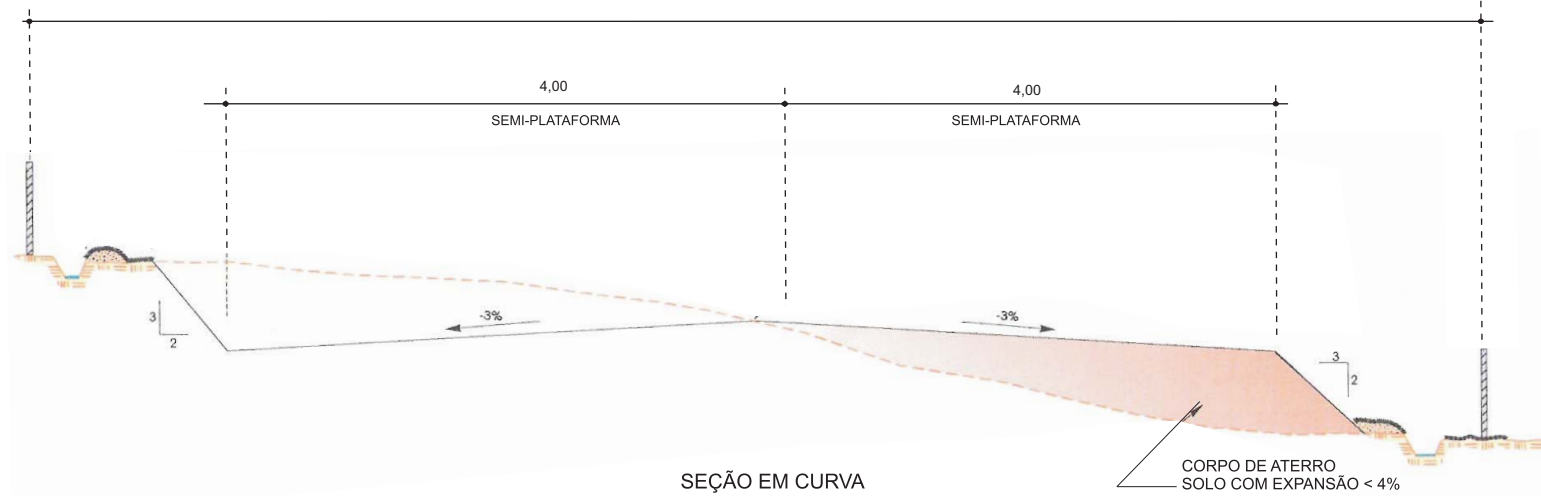 4,00
4,00
SEMI-PLATAFORMA
SEMI-PLATAFORMA
-3%
-3%
3
2
3
2
CORPO DE ATERRO
SOLO COM EXPANSÃO < 4%
SEÇÃO EM CURVA